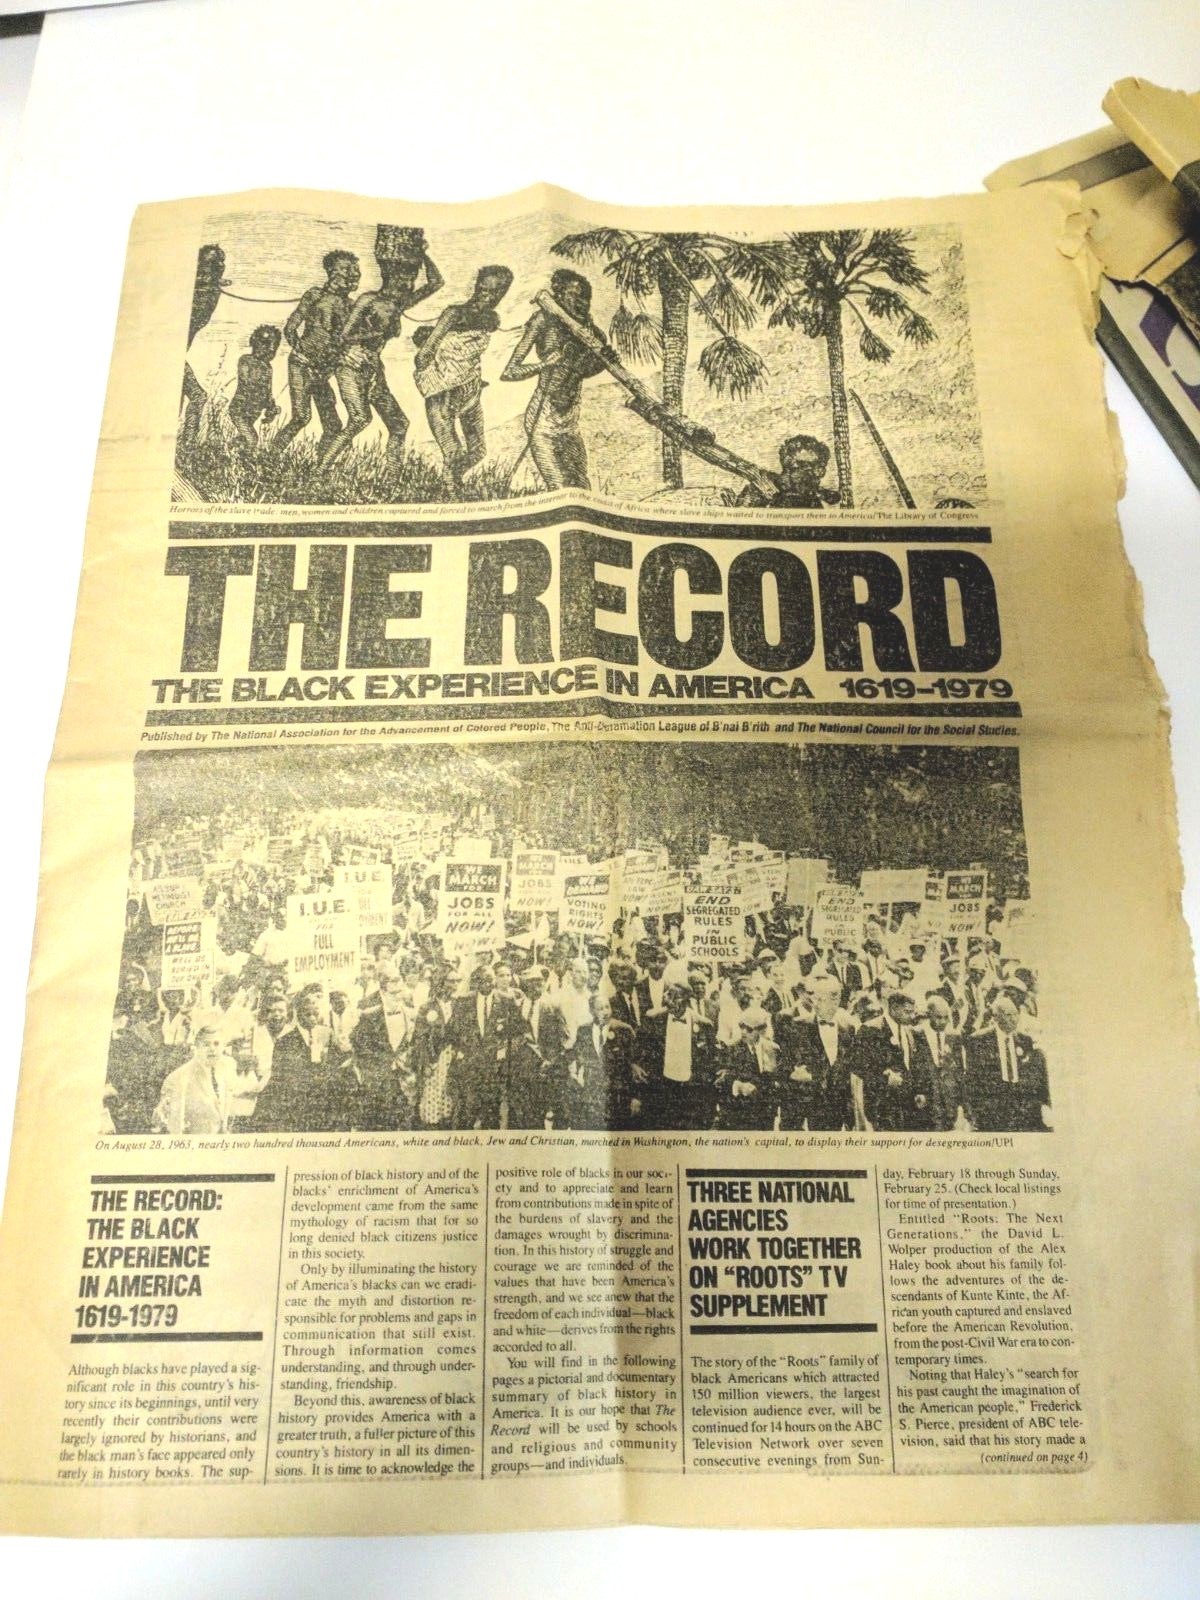 Horrors of the slave trade: men, women and children captured and forced to march from the interior to the coast of Africa where slave ships waited to transport them to America/The Library of Congress
THE RECORD
THE BLACK EXPERIENCE IN AMERICA 1619-1979
Published by The National Association for the Advancement of Colored People, The Anti-Defamation League of B'nai B'rith and The National Council for the Social Studies.
I.U.E.
I.U.E.
FOR
FULL
EMPLOYMENT
WE
MARCH
FOR
JOBS
FOR ALL
NOW!
JOBS
NOW!
VOTING
RIGHTS
NOW!
END
SEGREGATED
RULES
IN
PUBLIC
SCHOOLS
END
SEGREGATED
RULES
PUBLIC
WE
MARCH
FOR
JOBS
NOW!
On August 28, 1963, nearly two hundred thousand Americans, white and black, Jew and Christian, marched in Washington, the nation's capital, to display their support for desegregation/UPI
THE RECORD:
THE BLACK
EXPERIENCE
IN AMERICA
1619-1979
Although blacks have played a sig-
nificant role in this country's his-
tory since its beginnings, until very
recently their contributions were
largely ignored by historians, and
the black man's face appeared only
rarely in history books. The sup-
pression of black history and of the
blacks' enrichment of America's
development came from the same
mythology of racism that for so
long denied black citizens justice
in this society.
Only by illuminating the history
of America's blacks can we eradi-
cate the myth and distortion re-
sponsible for problems and gaps in
communication that still exist.
Through information comes
understanding, and through under-
standing, friendship.
Beyond this, awareness of black
history provides America with a
greater truth, a fuller picture of this
country's history in all its dimen-
sions. It is time to acknowledge the
positive role of blacks in our soci-
ety and to appreciate and learn
from contributions made in spite of
the burdens of slavery and the
damages wrought by discrimina-
tion. In this history of struggle and
courage we are reminded of the
values that have been America's
strength, and we see anew that the
freedom of each individual—black
and white—derives from the rights
accorded to all.
You will find in the following
pages a pictorial and documentary
summary of black history in
America. It is our hope that The
Record will be used by schools
and religious and community
groups—and individuals.
THREE NATIONAL
AGENCIES
WORK TOGETHER
ON “ROOTS” TV
SUPPLEMENT
The story of the “Roots” family of
black Americans which attracted
150 million viewers, the largest
television audience ever, will be
continued for 14 hours on the ABC
Television Network over seven
consecutive evenings from Sun-
day, February 18 through Sunday,
February 25. (Check local listings
for time of presentation.)
Entitled “Roots: The Next
Generations,” the David L.
Wolper production of the Alex
Haley book about his family fol-
lows the adventures of the de-
scendants of Kunte Kinte, the Af-
rican youth captured and enslaved
before the American Revolution,
from the post-Civil War era to con-
temporary times.
Noting that Haley's “search for
his past caught the imagination of
the American people,” Frederick
S. Pierce, president of ABC tele-
vision, said that his story made a
(continued on page 4)